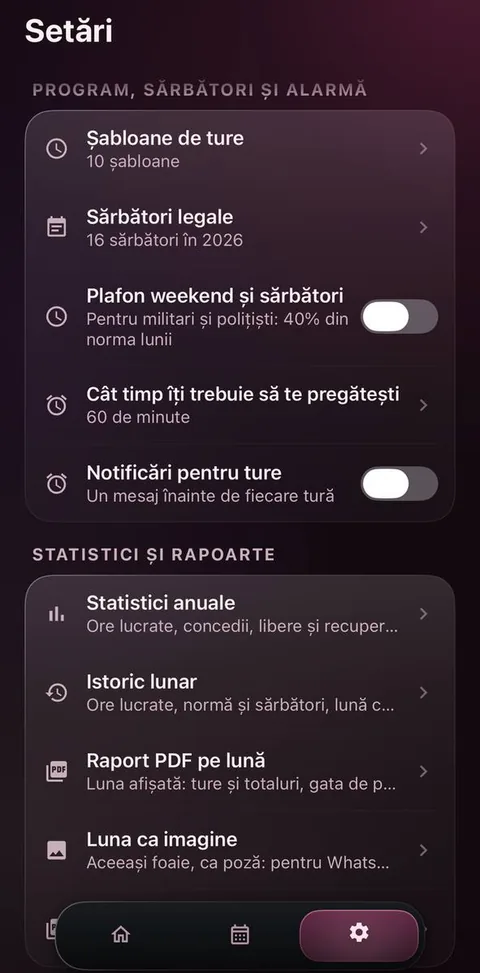 Setări
PROGRAM, SĂRBĂTORI ȘI ALARMĂ
Șabloane de ture
10 șabloane
Sărbători legale
16 sărbători în 2026
Plafon weekend și sărbători
Pentru militari și polițiști: 40% din
norma lunii
Cât timp îți trebuie să te pregătești
60 de minute
Notificări pentru ture
Un mesaj înainte de fiecare tură
STATISTICI ȘI RAPOARTE
Statistici anuale
Ore lucrate, concedii, libere și recuper...
Istoric lunar
Ore lucrate, normă și sărbători, lună c...
PDF
Raport PDF pe lună
Luna afișată: ture și totaluri, gata de p...
Luna ca imagine
Aceeași foaie, ca poză: pentru Whats...